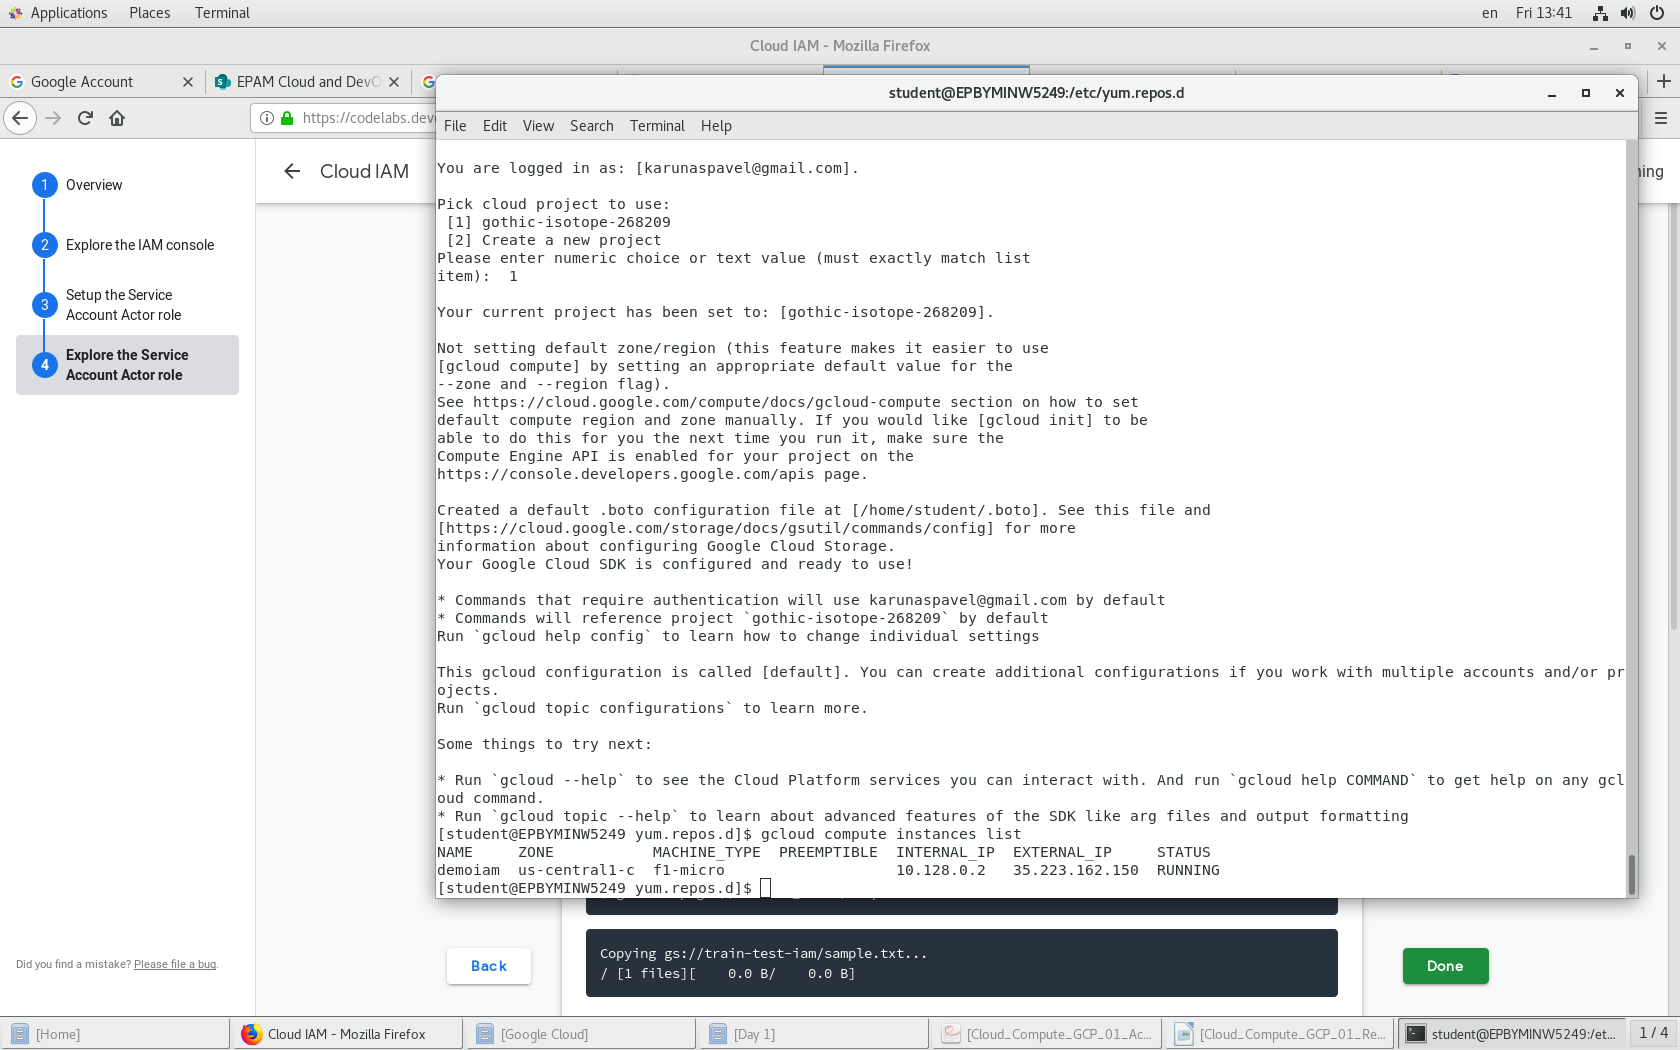 Applications Places Terminal en Fri 13:41
Cloud IAM - Mozilla Firefox
Google Account EPAM Cloud and DevO
https://codelabs.dev
student@EPBYMINW5249:/etc/yum.repos.d
File Edit View Search Terminal Help
1 Overview
2 Explore the IAM console
3 Setup the Service
Account Actor role
4 Explore the Service
Account Actor role
Cloud IAM
You are logged in as: [karunaspavel@gmail.com].
Pick cloud project to use:
[1] gothic-isotope-268209
[2] Create a new project
Please enter numeric choice or text value (must exactly match list
item):  1
Your current project has been set to: [gothic-isotope-268209].
Not setting default zone/region (this feature makes it easier to use
[gcloud compute] by setting an appropriate default value for the
--zone and --region flag).
See https://cloud.google.com/compute/docs/gcloud-compute section on how to set
default compute region and zone manually. If you would like [gcloud init] to be
able to do this for you the next time you run it, make sure the
Compute Engine API is enabled for your project on the
https://console.developers.google.com/apis page.
Created a default .boto configuration file at [/home/student/.boto]. See this file and
[https://cloud.google.com/storage/docs/gsutil/commands/config] for more
information about configuring Google Cloud Storage.
Your Google Cloud SDK is configured and ready to use!
* Commands that require authentication will use karunaspavel@gmail.com by default
* Commands will reference project `gothic-isotope-268209` by default
Run `gcloud help config` to learn how to change individual settings
This gcloud configuration is called [default]. You can create additional configurations if you work with multiple accounts and/or pr
ojects.
Run `gcloud topic configurations` to learn more.
Some things to try next:
* Run `gcloud --help` to see the Cloud Platform services you can interact with. And run `gcloud help COMMAND` to get help on any gcl
oud command.
* Run `gcloud topic --help` to learn about advanced features of the SDK like arg files and output formatting
[student@EPBYMINW5249 yum.repos.d]$ gcloud compute instances list
NAME ZONE MACHINE_TYPE PREEMPTIBLE INTERNAL_IP EXTERNAL_IP STATUS
demoiam us-central1-c f1-micro 10.128.0.2 35.223.162.150 RUNNING
[student@EPBYMINW5249 yum.repos.d]$
Copying gs://train-test-iam/sample.txt...
/ [1 files][    0.0 B/    0.0 B]
Did you find a mistake? Please file a bug.
Back
Done
[Home] Cloud IAM - Mozilla Firefox [Google Cloud] [Day 1] [Cloud_Compute_GCP_01_Ac... [Cloud_Compute_GCP_01_Re... student@EPBYMINW5249:/et... 1 / 4